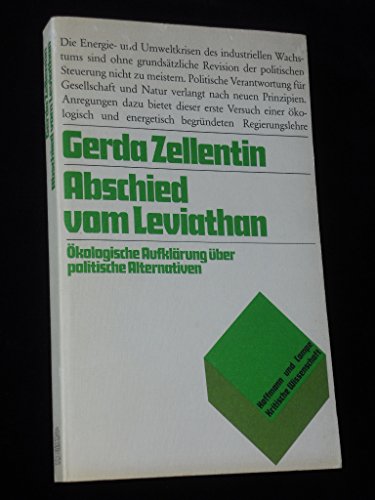 Die Energie- und Umweltkrisen des industriellen Wachs-
tums sind ohne grundsätzliche Revision der politischen
Steuerung nicht zu meistern. Politische Verantwortung für
Gesellschaft und Natur verlangt nach neuen Prinzipien.
Anregungen dazu bietet dieser erste Versuch einer öko-
logisch und energetisch begründeten Regierungslehre
Gerda Zellentin
Abschied
vom Leviathan
Ökologische Aufklärung über
politische Alternativen
Hoffmann und Campe
Kritische Wissenschaft